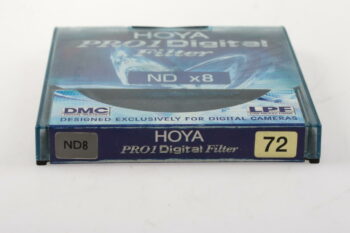 HOYA
PRO1 Digital
Filter
ND x8
DMC
LPF
DESIGNED EXCLUSIVELY FOR DIGITAL CAMERAS
ND8
HOYA
PRO1 Digital Filter
72